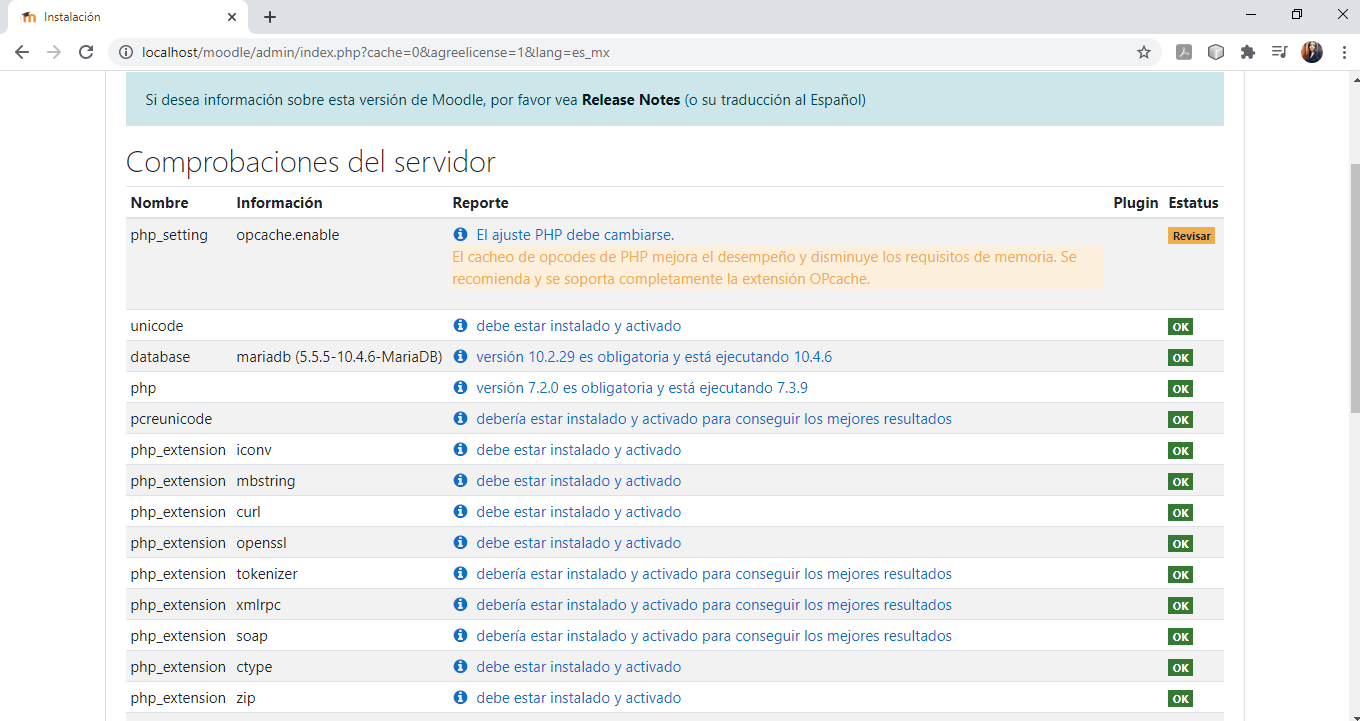 Instalación
localhost/moodle/admin/index.php?cache=0&agreelicense=1&lang=es_mx
Si desea información sobre esta versión de Moodle, por favor vea Release Notes (o su traducción al Español)
Comprobaciones del servidor
Nombre Información Reporte Plugin Estatus
php_setting opcache.enable El ajuste PHP debe cambiarse. Revisar
El cacheo de opcodes de PHP mejora el desempeño y disminuye los requisitos de memoria. Se
recomienda y se soporta completamente la extensión OPcache.
unicode debe estar instalado y activado OK
database mariadb (5.5.5-10.4.6-MariaDB) versión 10.2.29 es obligatoria y está ejecutando 10.4.6 OK
php versión 7.2.0 es obligatoria y está ejecutando 7.3.9 OK
pcreunicode debería estar instalado y activado para conseguir los mejores resultados OK
php_extension iconv debe estar instalado y activado OK
php_extension mbstring debe estar instalado y activado OK
php_extension curl debe estar instalado y activado OK
php_extension openssl debe estar instalado y activado OK
php_extension tokenizer debería estar instalado y activado para conseguir los mejores resultados OK
php_extension xmlrpc debería estar instalado y activado para conseguir los mejores resultados OK
php_extension soap debería estar instalado y activado para conseguir los mejores resultados OK
php_extension ctype debe estar instalado y activado OK
php_extension zip debe estar instalado y activado OK